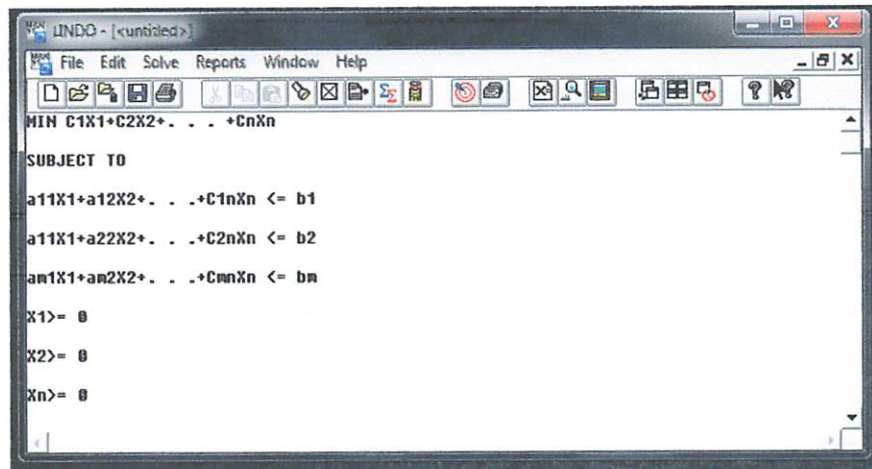 LINDO - [<untitled>]
File Edit Solve Reports Window Help
MIN C1X1+C2X2+. . . +CnXn
SUBJECT TO
a11X1+a12X2+. . .+C1nXn <= b1
a11X1+a22X2+. . .+C2nXn <= b2
am1X1+am2X2+. . .+CmnXn <= bm
X1>= 0
X2>= 0
Xn>= 0